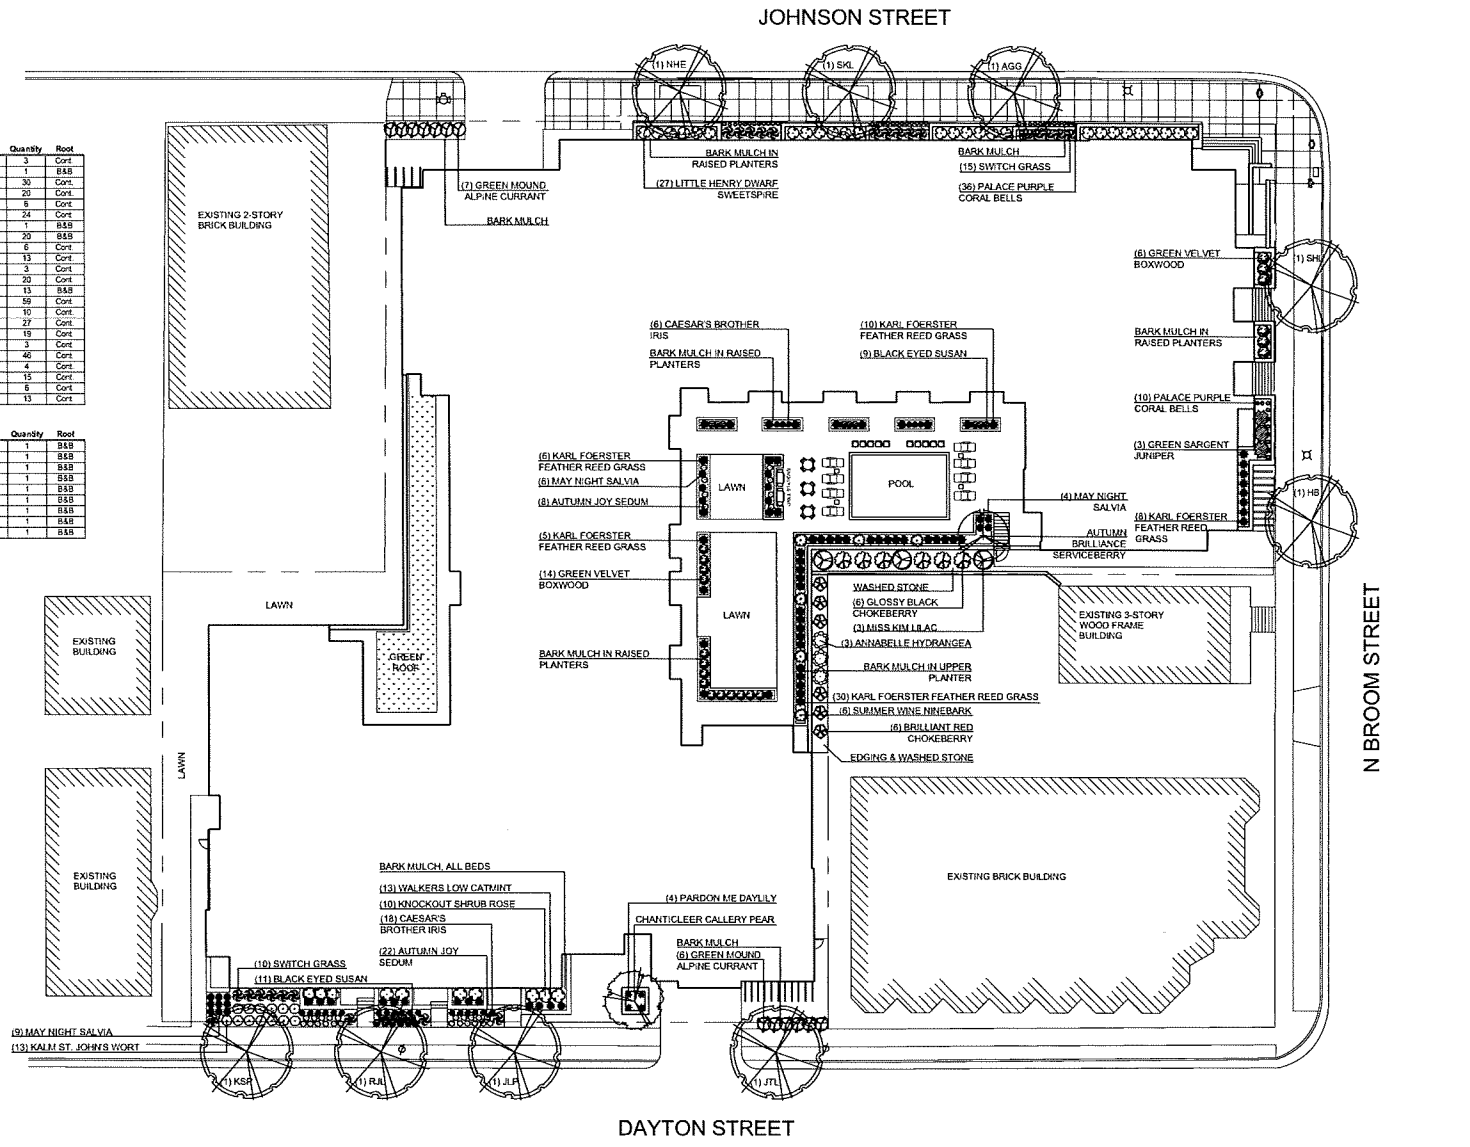 JOHNSON STREET
(1) NHE
(1) SKL
(1) AGG
Quantity Root
3 Cont.
1 B&B
30 Cont.
20 Cont.
6 Cont.
24 Cont.
1 B&B
20 B&B
6 Cont.
13 Cont.
3 Cont.
20 Cont.
13 B&B
59 Cont.
10 Cont.
27 Cont.
19 Cont.
3 Cont.
46 Cont.
4 Cont.
15 Cont.
6 Cont.
13 Cont.
Quantity Root
1 B&B
1 B&B
1 B&B
1 B&B
1 B&B
1 B&B
1 B&B
1 B&B
1 B&B
EXISTING 2-STORY
BRICK BUILDING
(7) GREEN MOUND
ALPINE CURRANT
BARK MULCH
BARK MULCH IN
RAISED PLANTERS
(27) LITTLE HENRY DWARF
SWEETSPIRE
BARK MULCH
(15) SWITCH GRASS
(36) PALACE PURPLE
CORAL BELLS
(6) GREEN VELVET
BOXWOOD
BARK MULCH IN
RAISED PLANTERS
(10) PALACE PURPLE
CORAL BELLS
(3) GREEN SARGENT
JUNIPER
(8) KARL FOERSTER
FEATHER REED
GRASS
(1) HB
(6) CAESAR'S BROTHER
IRIS
BARK MULCH IN RAISED
PLANTERS
(10) KARL FOERSTER
FEATHER REED GRASS
(9) BLACK EYED SUSAN
(6) KARL FOERSTER
FEATHER REED GRASS
(6) MAY NIGHT SALVIA
(8) AUTUMN JOY SEDUM
LAWN
POOL
(4) MAY NIGHT
SALVIA
AUTUMN
BRILLIANCE
SERVICEBERRY
(5) KARL FOERSTER
FEATHER REED GRASS
(14) GREEN VELVET
BOXWOOD
LAWN
BARK MULCH IN RAISED
PLANTERS
WASHED STONE
(6) GLOSSY BLACK
CHOKEBERRY
(3) MISS KIM LILAC
(3) ANNABELLE HYDRANGEA
BARK MULCH IN UPPER
PLANTER
(30) KARL FOERSTER FEATHER REED GRASS
(6) SUMMER WINE NINEBARK
(6) BRILLIANT RED
CHOKEBERRY
EDGING & WASHED STONE
EXISTING 3-STORY
WOOD FRAME
BUILDING
N BROOM STREET
LAWN
EXISTING
BUILDING
GREEN
ROOF
LAWN
EXISTING
BUILDING
EXISTING BRICK BUILDING
BARK MULCH, ALL BEDS
(13) WALKERS LOW CATMINT
(10) KNOCKOUT SHRUB ROSE
(18) CAESAR'S
BROTHER IRIS
(22) AUTUMN JOY
SEDUM
(10) SWITCH GRASS
(11) BLACK EYED SUSAN
(4) PARDON ME DAYLILY
CHANTICLEER CALLERY PEAR
BARK MULCH
(6) GREEN MOUND
ALPINE CURRANT
(9) MAY NIGHT SALVIA
(13) KALM ST. JOHN'S WORT
(1) KSP
(1) RJL
(1) JLP
(1) JTL
DAYTON STREET